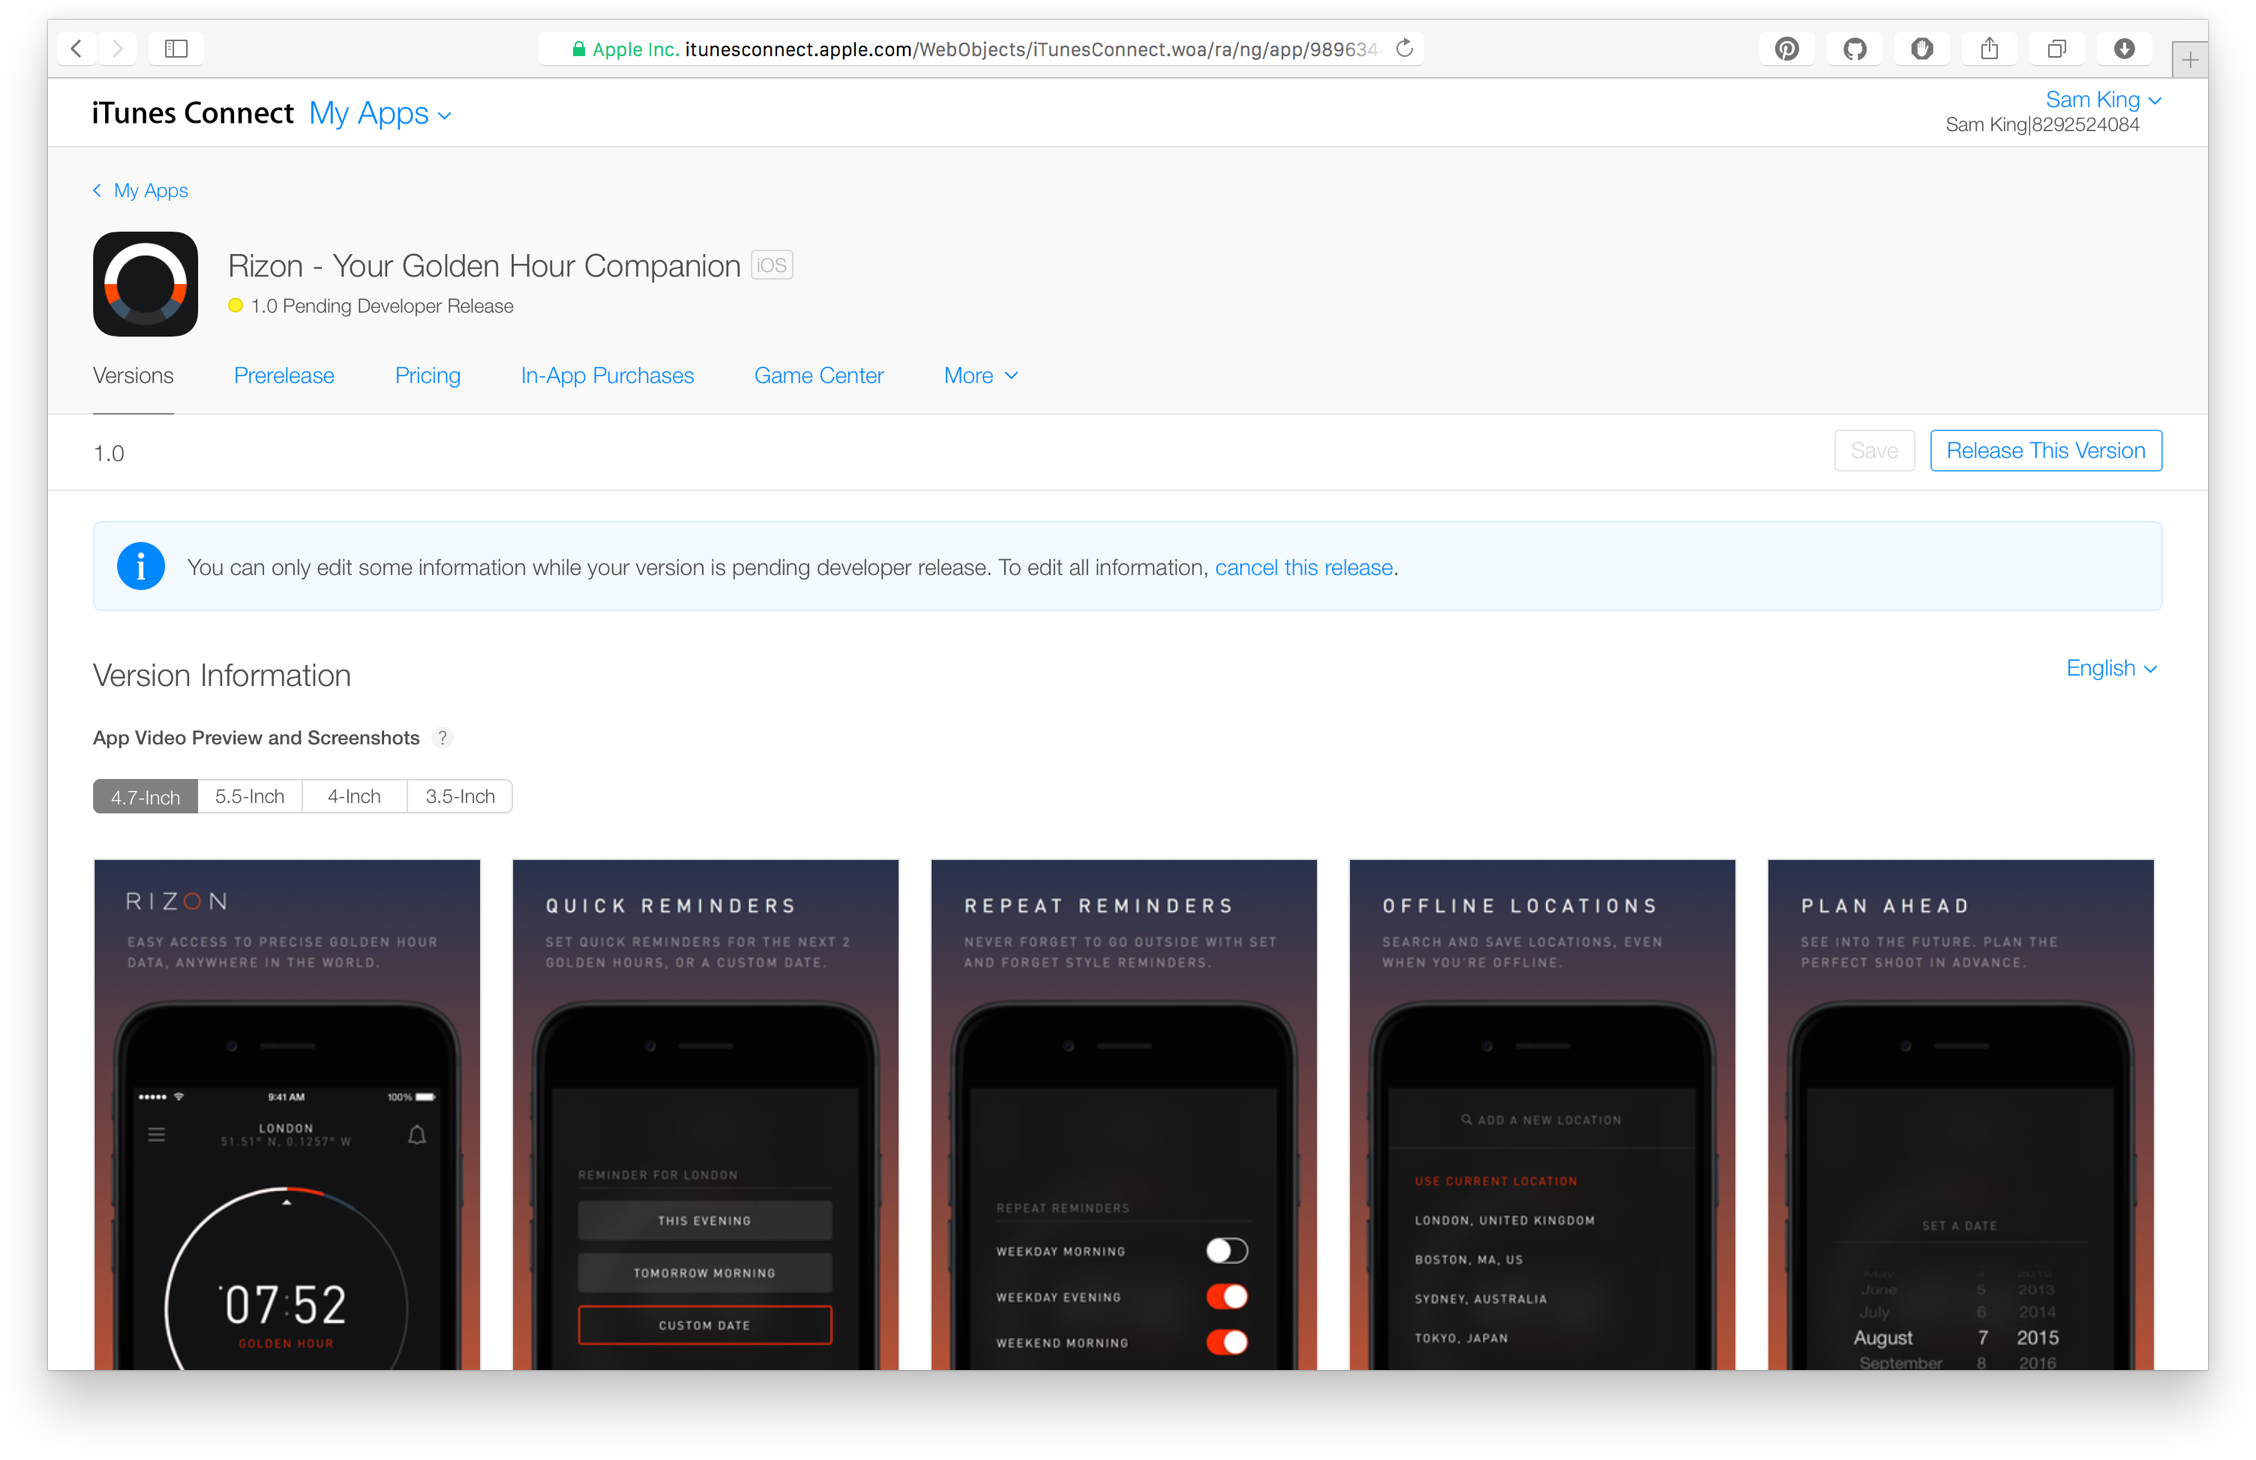 Apple Inc. itunesconnect.apple.com/WebObjects/iTunesConnect.woa/ra/ng/app/989634
iTunes Connect My Apps
Sam King
Sam King|8292524084
My Apps
Rizon - Your Golden Hour Companion iOS
1.0 Pending Developer Release
Versions Prerelease Pricing In-App Purchases Game Center More
1.0
Save Release This Version
i You can only edit some information while your version is pending developer release. To edit all information, cancel this release.
Version Information
English
App Video Preview and Screenshots ?
4.7-Inch 5.5-Inch 4-Inch 3.5-Inch
RIZON
EASY ACCESS TO PRECISE GOLDEN HOUR
DATA, ANYWHERE IN THE WORLD.
9:41 AM 100%
LONDON
51.51° N, 0.1257° W
07:52
GOLDEN HOUR
QUICK REMINDERS
SET QUICK REMINDERS FOR THE NEXT 2
GOLDEN HOURS, OR A CUSTOM DATE.
REMINDER FOR LONDON
THIS EVENING
TOMORROW MORNING
CUSTOM DATE
REPEAT REMINDERS
NEVER FORGET TO GO OUTSIDE WITH SET
AND FORGET STYLE REMINDERS.
REPEAT REMINDERS
WEEKDAY MORNING
WEEKDAY EVENING
WEEKEND MORNING
OFFLINE LOCATIONS
SEARCH AND SAVE LOCATIONS, EVEN
WHEN YOU'RE OFFLINE.
ADD A NEW LOCATION
USE CURRENT LOCATION
LONDON, UNITED KINGDOM
BOSTON, MA, US
SYDNEY, AUSTRALIA
TOKYO, JAPAN
PLAN AHEAD
SEE INTO THE FUTURE. PLAN THE
PERFECT SHOOT IN ADVANCE.
SET A DATE
May 4
June 5 2013
July 6 2014
August 7 2015
September 8 2016